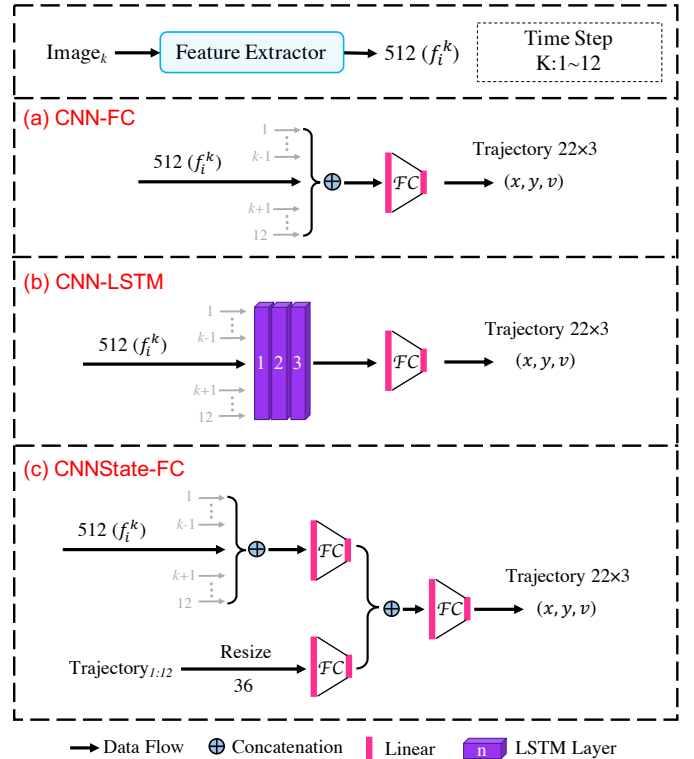 Image_k Feature Extractor 512 (f_i^k) Time Step
K:1~12
(a) CNN-FC
1
k-1
512 (f_i^k)
k+1
12
FC
Trajectory 22×3
(x, y, v)
(b) CNN-LSTM
1
k-1
512 (f_i^k)
k+1
12
1 2 3
FC
Trajectory 22×3
(x, y, v)
(c) CNNState-FC
1
k-1
512 (f_i^k)
k+1
12
FC
Trajectory_1:12
Resize
36
FC
FC
Trajectory 22×3
(x, y, v)
Data Flow Concatenation Linear n LSTM Layer